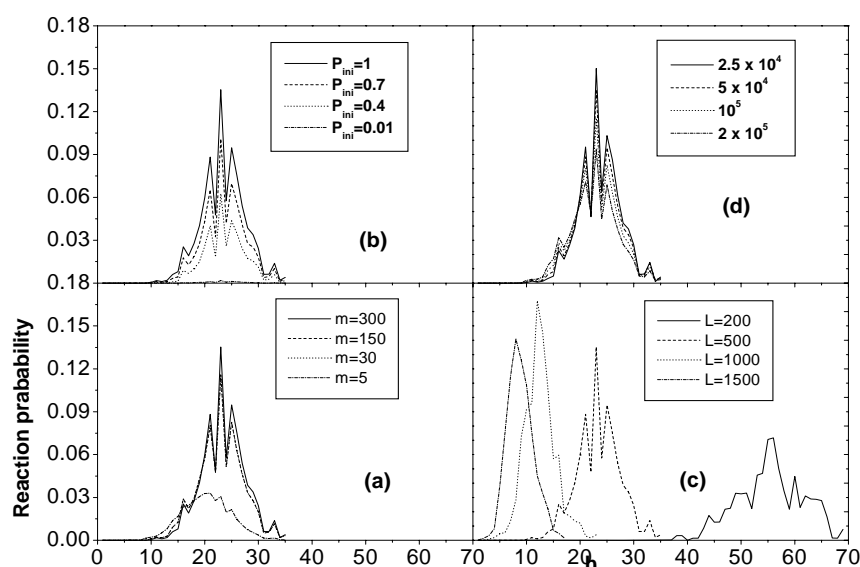 0.18
0.15
0.12
0.09
0.06
0.03
P_ini=1
P_ini=0.7
P_ini=0.4
P_ini=0.01
(b)
2.5 x 10^4
5 x 10^4
10^5
2 x 10^5
(d)
0.18
0.15
0.12
0.09
0.06
0.03
0.00
Reaction prabability
m=300
m=150
m=30
m=5
(a)
L=200
L=500
L=1000
L=1500
(c)
0 10 20 30 40 50 60 70
0 10 20 30 40 50 60 70
n